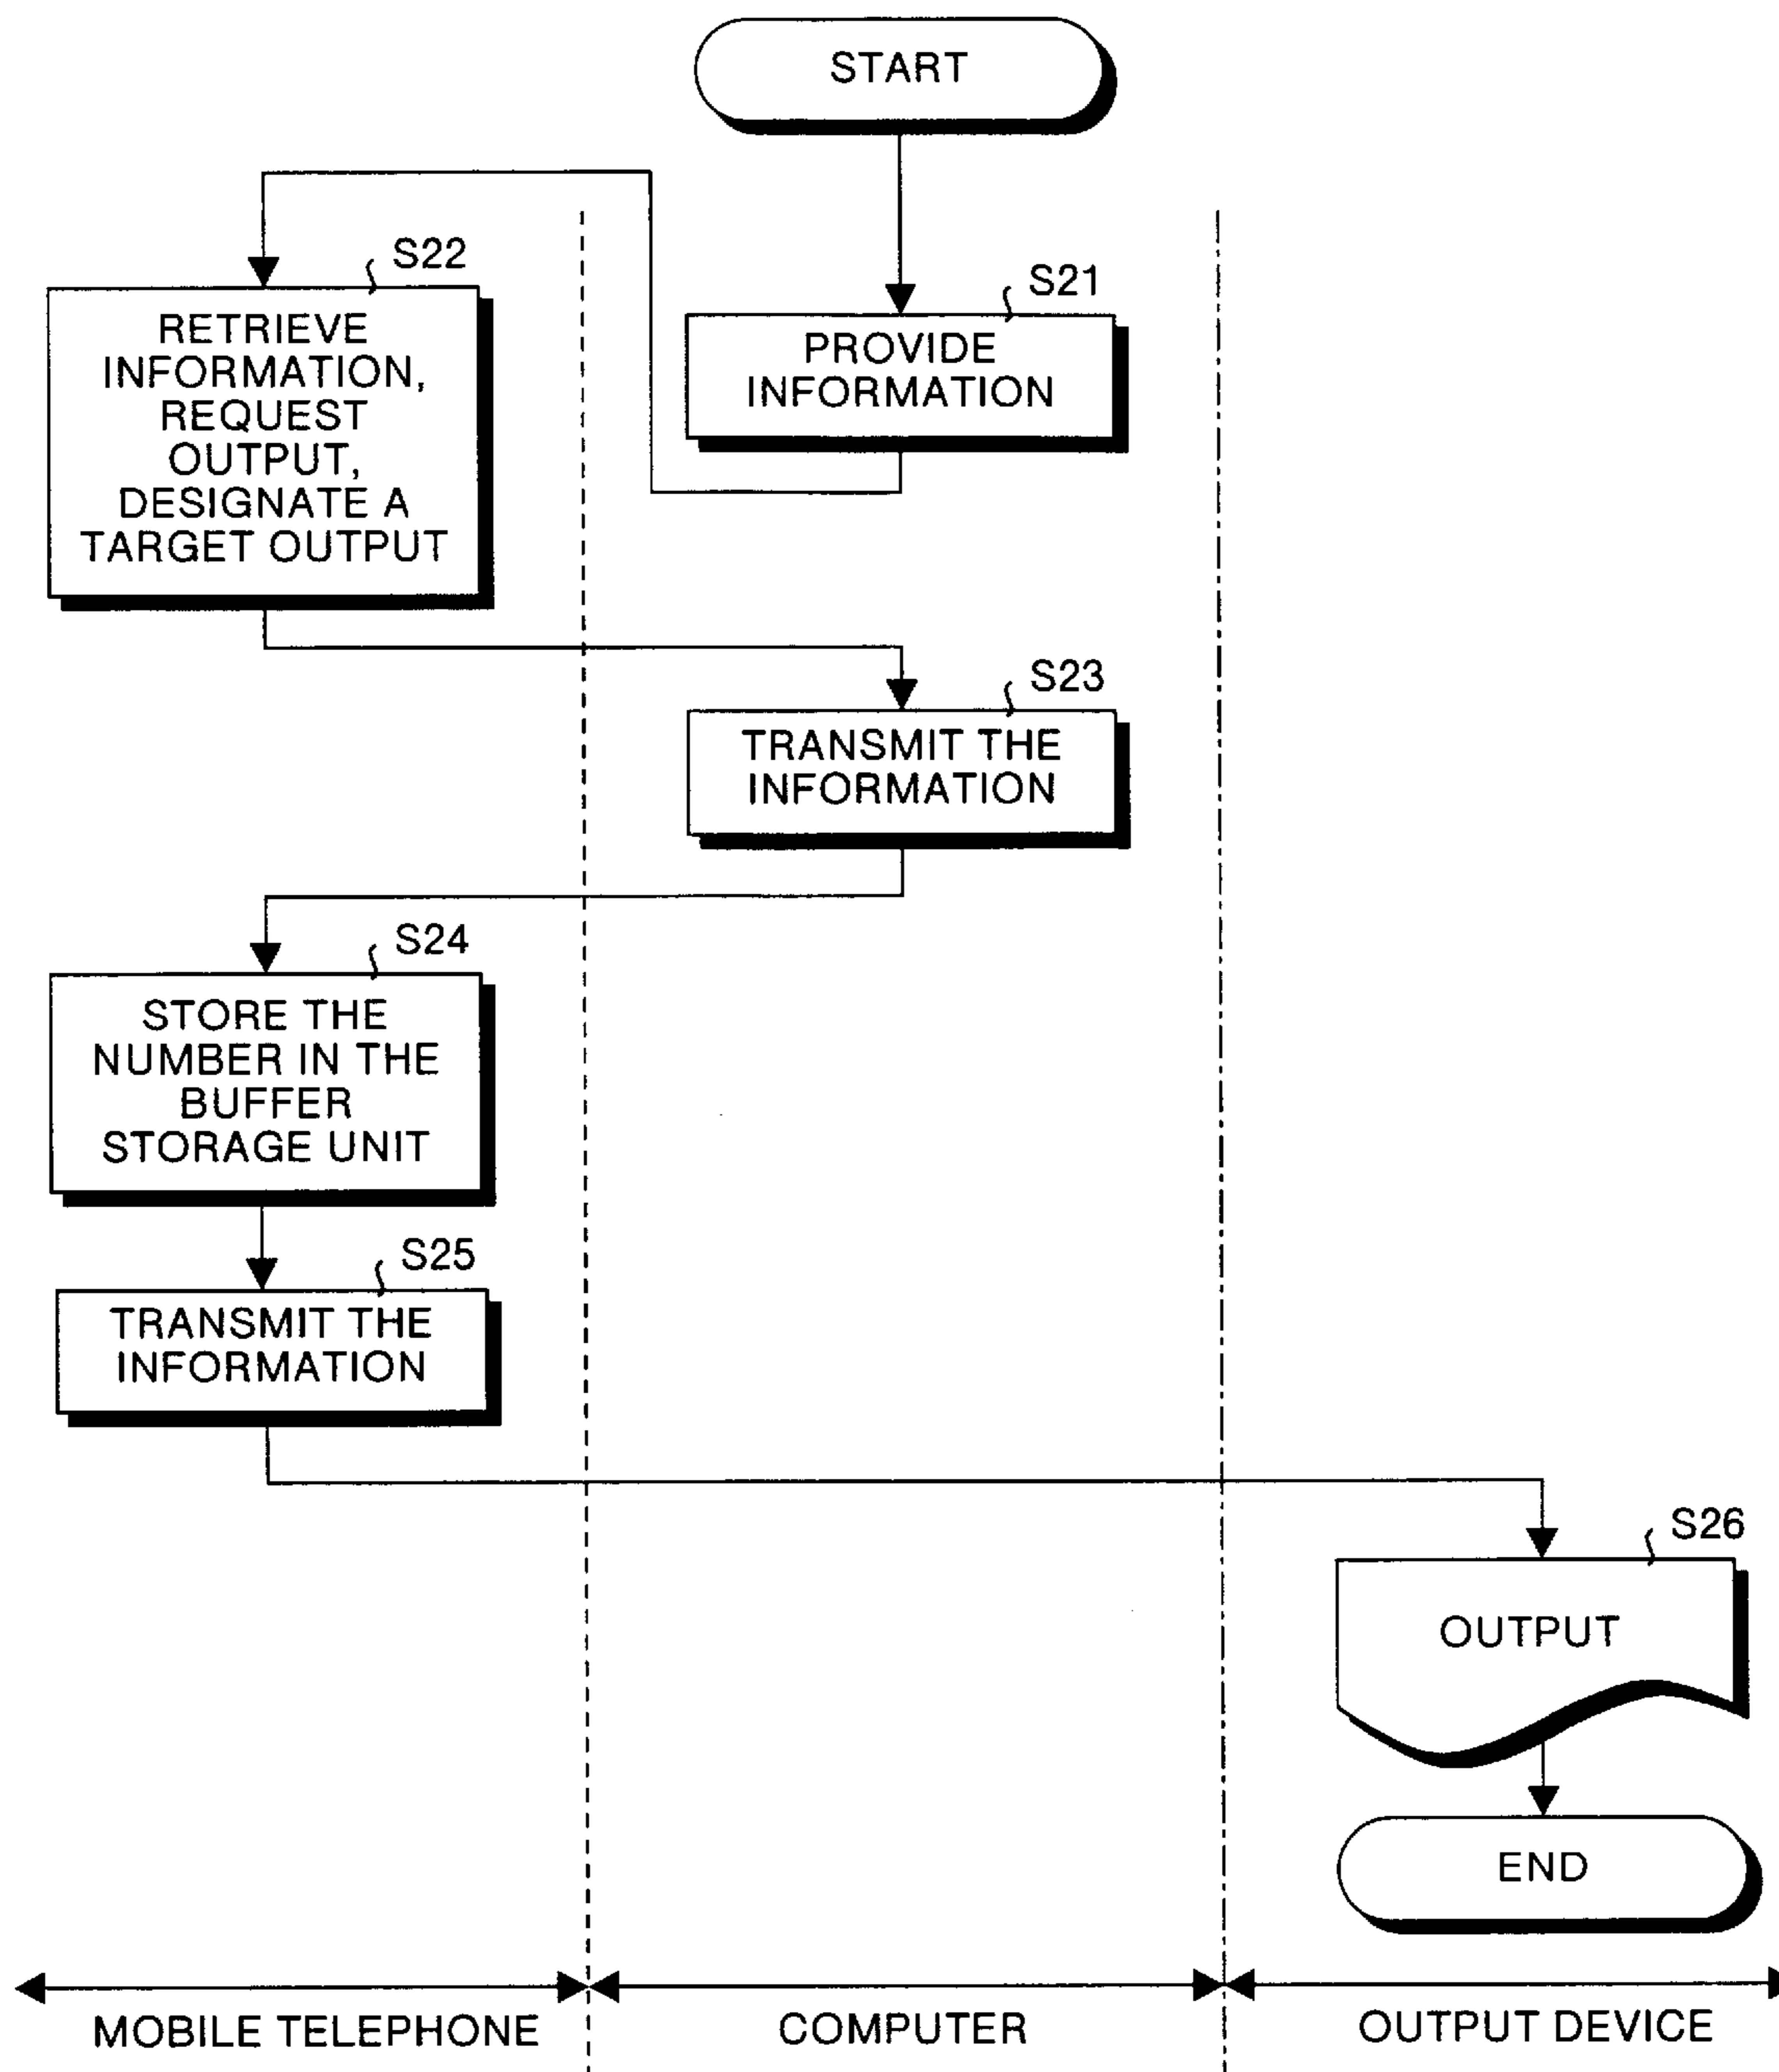 START
S21
PROVIDE
INFORMATION
S22
RETRIEVE
INFORMATION,
REQUEST
OUTPUT,
DESIGNATE A
TARGET OUTPUT
S23
TRANSMIT THE
INFORMATION
S24
STORE THE
NUMBER IN THE
BUFFER
STORAGE UNIT
S25
TRANSMIT THE
INFORMATION
S26
OUTPUT
END
MOBILE TELEPHONE
COMPUTER
OUTPUT DEVICE